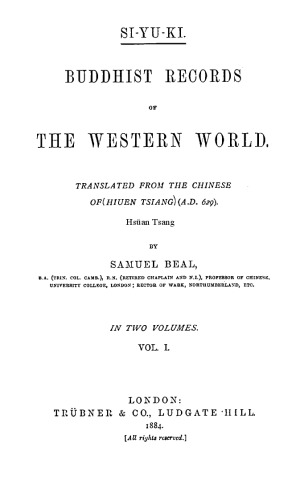 SI-YU-KI.
BUDDHIST RECORDS
OF
THE WESTERN WORLD.
TRANSLATED FROM THE CHINESE
OF (HIUEN TSIANG) (A.D. 629).
Hsüan Tsang
BY
SAMUEL BEAL,
B.A. (TRIN. COL. CAMB.), R.N. (RETIRED CHAPLAIN AND N.I.), PROFESSOR OF CHINESE,
UNIVERSITY COLLEGE, LONDON; RECTOR OF WARK, NORTHUMBERLAND, ETC.
IN TWO VOLUMES.
VOL. I.
LONDON:
TRÜBNER & CO., LUDGATE HILL.
1884.
[All rights reserved.]